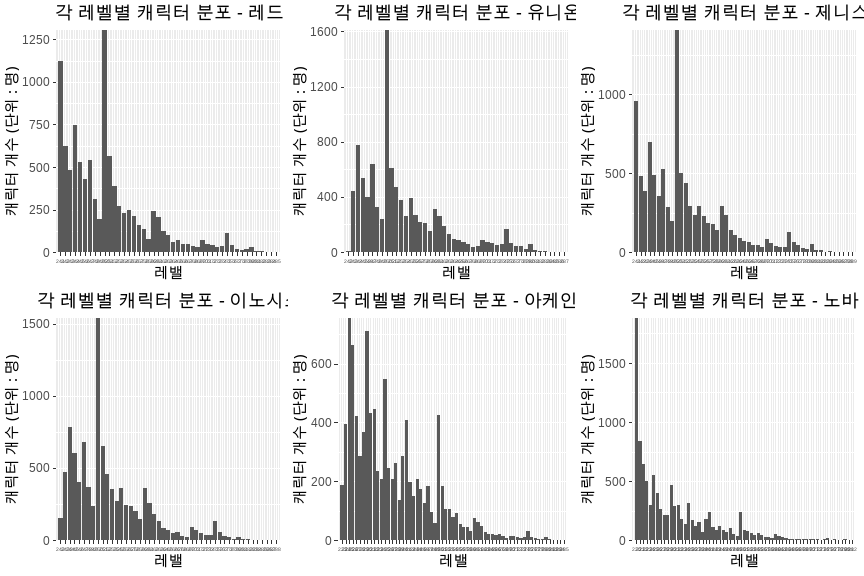 각 레벨별 캐릭터 분포 - 레드
각 레벨별 캐릭터 분포 - 유니온
각 레벨별 캐릭터 분포 - 제니스
캐릭터 개수 (단위 : 명)
1250
1000
750
500
250
0
레밸
캐릭터 개수 (단위 : 명)
1600
1200
800
400
0
레밸
캐릭터 개수 (단위 : 명)
1000
500
0
레밸
각 레벨별 캐릭터 분포 - 이노시
각 레벨별 캐릭터 분포 - 아케인
각 레벨별 캐릭터 분포 - 노바
캐릭터 개수 (단위 : 명)
1500
1000
500
0
레밸
캐릭터 개수 (단위 : 명)
600
400
200
0
레밸
캐릭터 개수 (단위 : 명)
1500
1000
500
0
레밸